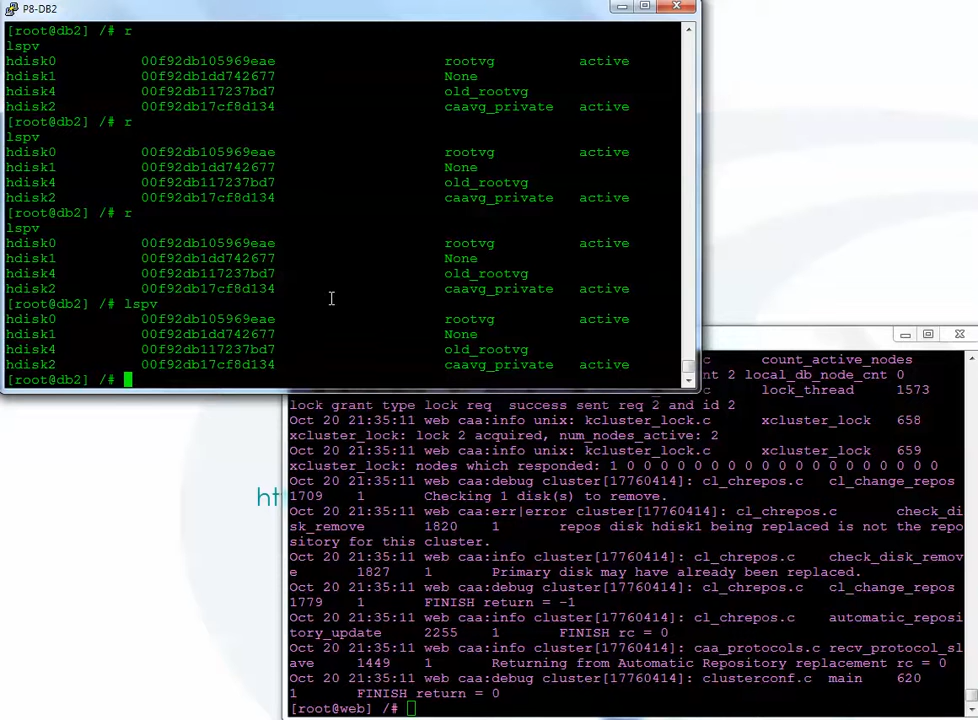 P8-DB2
[root@db2] /# r
lspv
hdisk0 00f92db105969eae rootvg active
hdisk1 00f92db1dd742677 None
hdisk4 00f92db117237bd7 old_rootvg
hdisk2 00f92db17cf8d134 caavg_private active
[root@db2] /# r
lspv
hdisk0 00f92db105969eae rootvg active
hdisk1 00f92db1dd742677 None
hdisk4 00f92db117237bd7 old_rootvg
hdisk2 00f92db17cf8d134 caavg_private active
[root@db2] /# r
lspv
hdisk0 00f92db105969eae rootvg active
hdisk1 00f92db1dd742677 None
hdisk4 00f92db117237bd7 old_rootvg
hdisk2 00f92db17cf8d134 caavg_private active
[root@db2] /# lspv
hdisk0 00f92db105969eae rootvg active
hdisk1 00f92db1dd742677 None
hdisk4 00f92db117237bd7 old_rootvg
hdisk2 00f92db17cf8d134 caavg_private active
[root@db2] /#
c count_active_nodes
nt 2 local_db_node_cnt 0
c lock_thread 1573
lock grant type lock req success sent req 2 and id 2
Oct 20 21:35:11 web caa:info unix: kcluster_lock.c xcluster_lock 658
xcluster_lock: lock 2 acquired, num_nodes_active: 2
Oct 20 21:35:11 web caa:info unix: kcluster_lock.c xcluster_lock 659
xcluster_lock: nodes which responded: 1 0 0 0 0 0 0 0 0 0 0 0 0 0 0 0 0 0 0 0
Oct 20 21:35:11 web caa:debug cluster[17760414]: cl_chrepos.c cl_change_repos
1709 1 Checking 1 disk(s) to remove.
Oct 20 21:35:11 web caa:err|error cluster[17760414]: cl_chrepos.c check_di
sk_remove 1820 1 repos disk hdisk1 being replaced is not the repo
sitory for this cluster.
Oct 20 21:35:11 web caa:info cluster[17760414]: cl_chrepos.c check_disk_remov
e 1827 1 Primary disk may have already been replaced.
Oct 20 21:35:11 web caa:debug cluster[17760414]: cl_chrepos.c cl_change_repos
1779 1 FINISH return = -1
Oct 20 21:35:11 web caa:info cluster[17760414]: cl_chrepos.c automatic_reposi
tory_update 2255 1 FINISH rc = 0
Oct 20 21:35:11 web caa:info cluster[17760414]: caa_protocols.c recv_protocol_sl
ave 1449 1 Returning from Automatic Repository replacement rc = 0
Oct 20 21:35:11 web caa:debug cluster[17760414]: clusterconf.c main 620
1 FINISH return = 0
[root@web] /#
ht